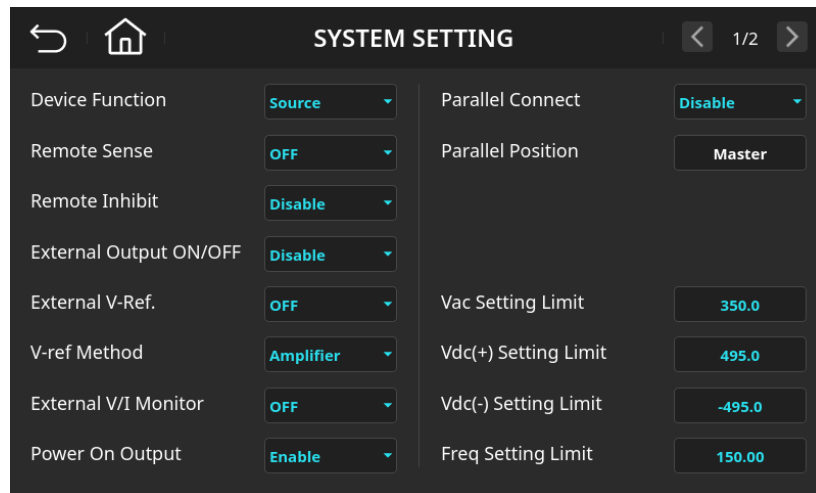 SYSTEM SETTING
1/2
Device Function Source
Remote Sense OFF
Remote Inhibit Disable
External Output ON/OFF Disable
External V-Ref. OFF
V-ref Method Amplifier
External V/I Monitor OFF
Power On Output Enable
Parallel Connect Disable
Parallel Position Master
Vac Setting Limit 350.0
Vdc(+) Setting Limit 495.0
Vdc(-) Setting Limit -495.0
Freq Setting Limit 150.00